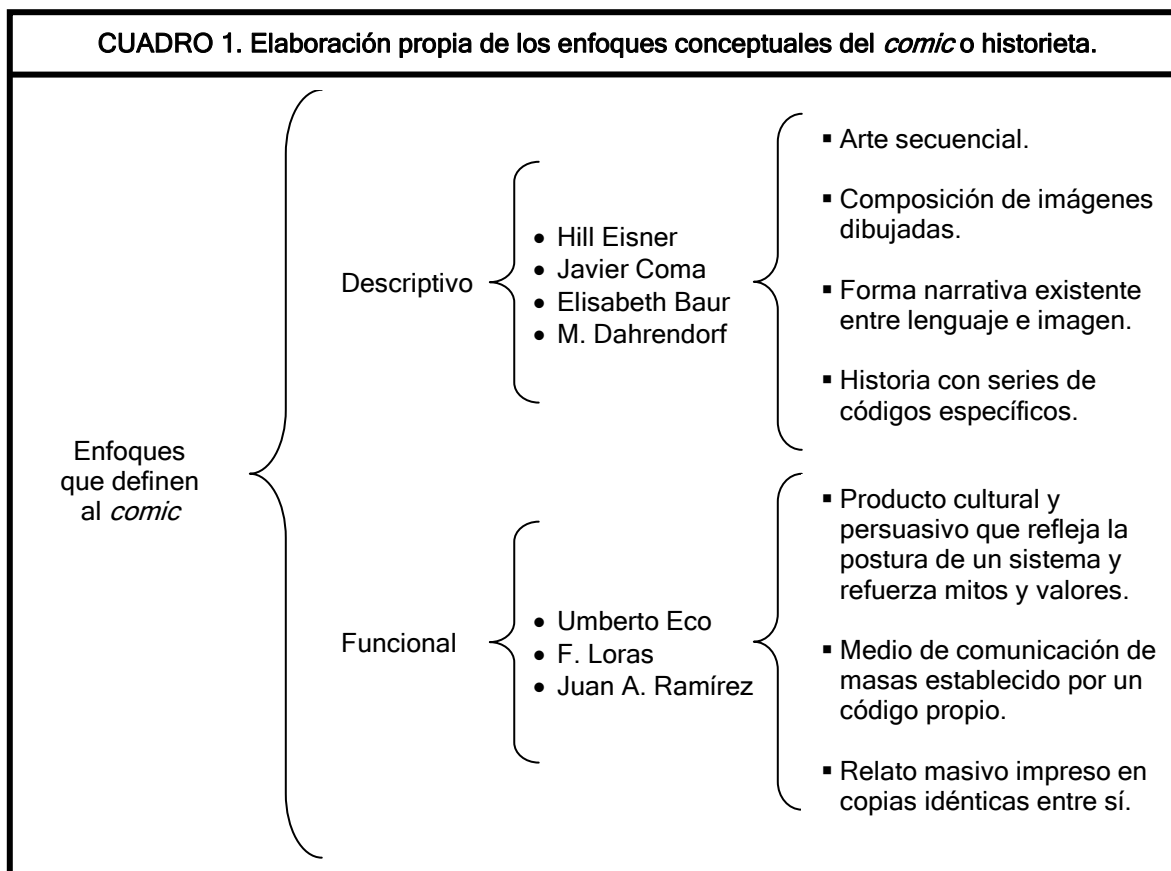 CUADRO 1. Elaboración propia de los enfoques conceptuales del comic o historieta.
Enfoques
que definen
al comic
Descriptivo
• Hill Eisner
• Javier Coma
• Elisabeth Baur
• M. Dahrendorf
▪ Arte secuencial.
▪ Composición de imágenes
dibujadas.
▪ Forma narrativa existente
entre lenguaje e imagen.
▪ Historia con series de
códigos específicos.
Funcional
• Umberto Eco
• F. Loras
• Juan A. Ramírez
▪ Producto cultural y
persuasivo que refleja la
postura de un sistema y
refuerza mitos y valores.
▪ Medio de comunicación de
masas establecido por un
código propio.
▪ Relato masivo impreso en
copias idénticas entre sí.